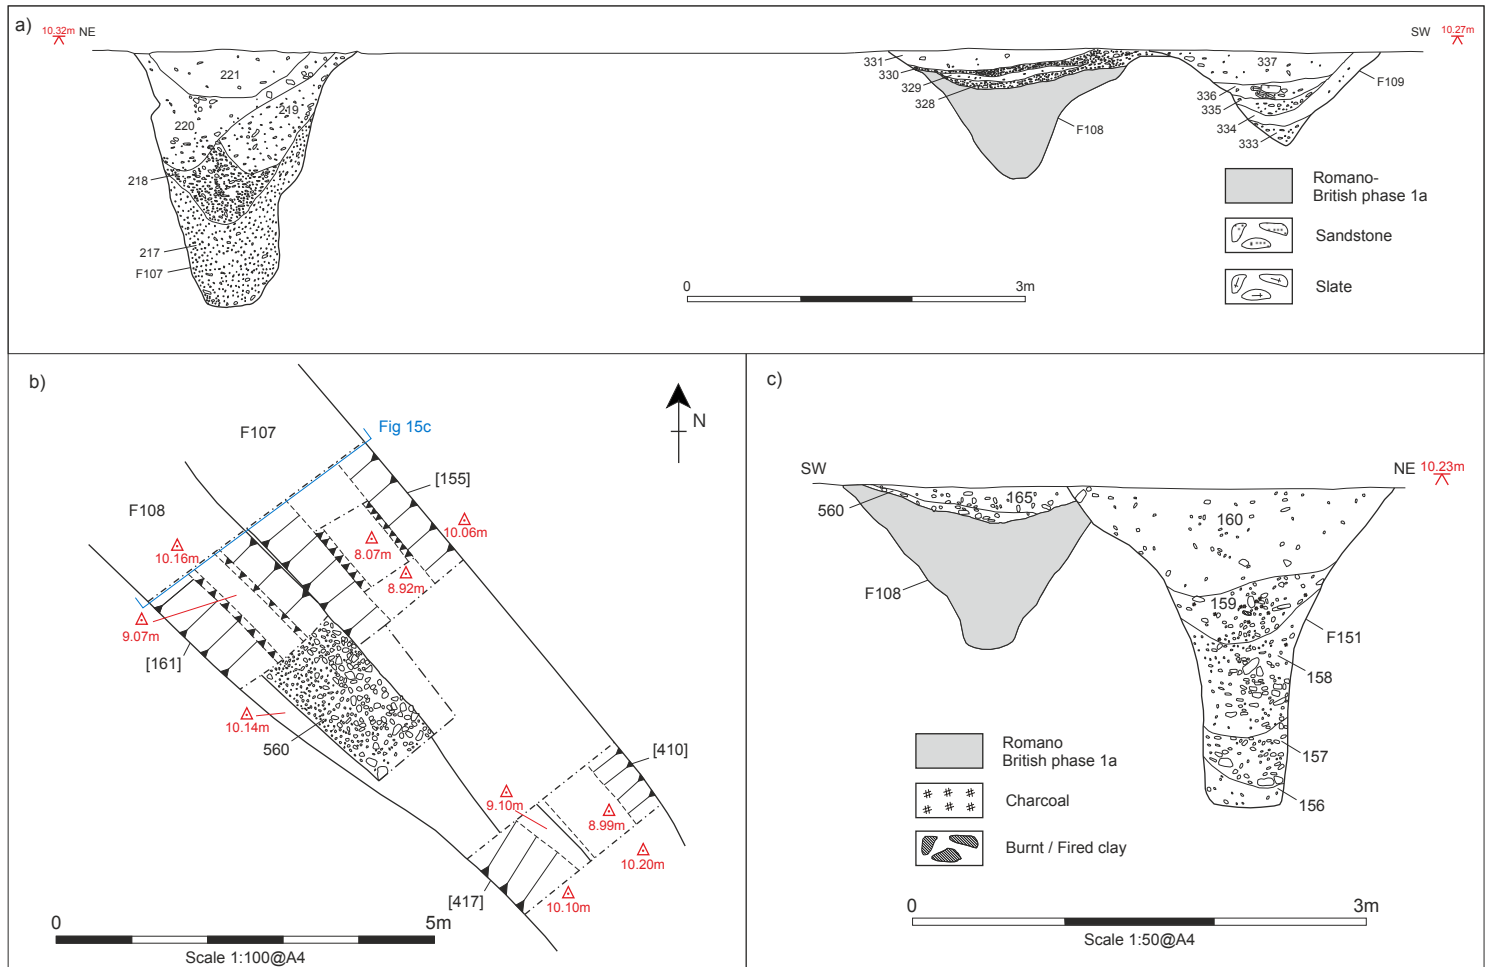 a)
10.32m NE
SW 10.27m
221
219
220
218
217
F107
331
330
329
328
F108
337
336
335
334
333
F109
Romano-
British phase 1a
Sandstone
Slate
0 3m
b)
F107
Fig 15c
N
[155]
F108
10.16m
10.06m
8.07m
8.92m
9.07m
[161]
10.14m
560
[410]
9.10m
8.99m
10.20m
[417]
10.10m
0 5m
Scale 1:100@A4
c)
SW
NE 10.23m
560
165
160
F108
159
F151
158
157
156
Romano
British phase 1a
Charcoal
Burnt / Fired clay
0 3m
Scale 1:50@A4